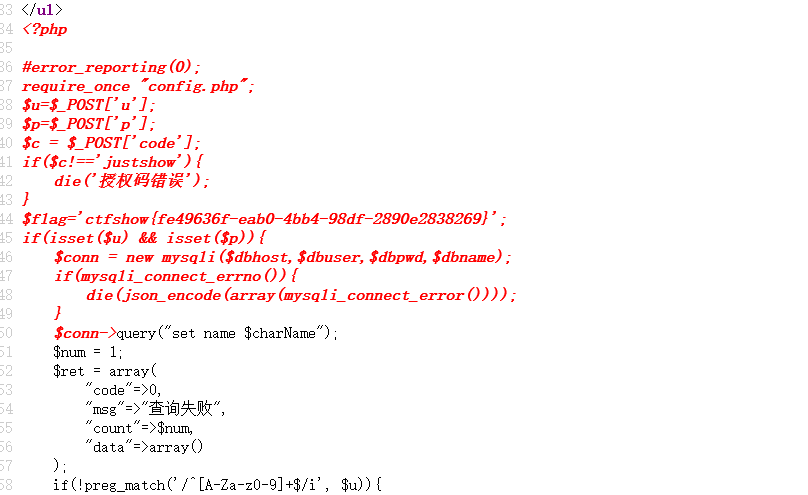 33 </ul>
34 <?php
35
36 #error_reporting(0);
37 require_once "config.php";
38 $u=$_POST['u'];
39 $p=$_POST['p'];
40 $c = $_POST['code'];
41 if($c!=='justshow'){
42     die('授权码错误');
43 }
44 $flag='ctfshow{fe49636f-eab0-4bb4-98df-2890e2838269}';
45 if(isset($u) && isset($p)){
46     $conn = new mysqli($dbhost,$dbuser,$dbpwd,$dbname);
47     if(mysqli_connect_errno()){
48         die(json_encode(array(mysqli_connect_error())));
49     }
50     $conn->query("set name $charName");
51     $num = 1;
52     $ret = array(
53         "code"=>0,
54         "msg"=>"查询失败",
55         "count"=>$num,
56         "data"=>array()
57     );
58     if(!preg_match('/^[A-Za-z0-9]+$/i', $u)){